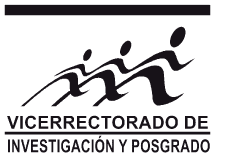 VICERRECTORADO DE
INVESTIGACIÓN Y POSGRADO